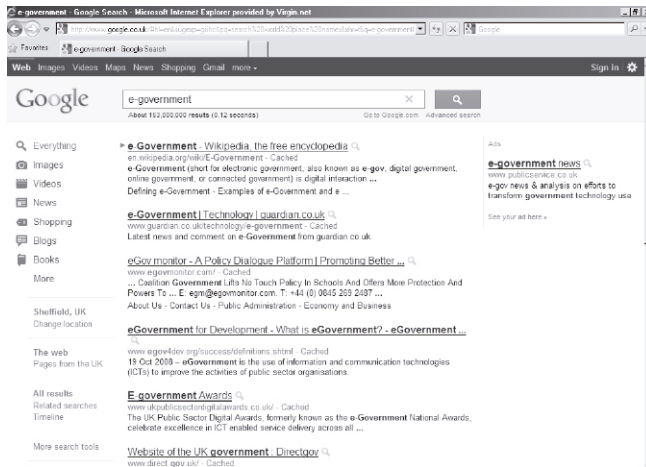 e-government - Google Search - Microsoft Internet Explorer provided by Virgin.net
Google
Favorites e-government - Google Search
Web Images Videos Maps News Shopping Gmail more
Sign in
Google
e-government
About 163,000,000 results (0.12 seconds)
Go to Google.com Advanced search
Everything
Images
Videos
News
Shopping
Blogs
Books
More
Sheffield, UK
Change location
The web
Pages from the UK
All results
Related searches
Timeline
More search tools
e-Government - Wikipedia, the free encyclopedia
en.wikipedia.org/wiki/E-Government - Cached
e-Government (short for electronic government, also known as e-gov, digital government,
online government, or connected government) is digital interaction ...
Defining e-Government - Examples of e-Government and e ...
e-Government | Technology | guardian.co.uk
www.guardian.co.uk/technology/e-government - Cached
Latest news and comment on e-Government from guardian.co.uk.
eGov monitor - A Policy Dialogue Platform | Promoting Better ...
www.egovmonitor.com/ - Cached
... Coalition Government Lifts No Touch Policy In Schools And Offers More Protection And
Powers To ... E: egm@egovmonitor.com. T: +44 (0) 0845 269 2487 ...
About Us - Contact Us - Public Administration - Economy and Business
eGovernment for Development - What is eGovernment? - eGovernment ...
www.egov4dev.org/success/definitions.shtml - Cached
19 Oct 2008 – eGovernment is the use of information and communication technologies
(ICTs) to improve the activities of public sector organisations.
E-government Awards
www.ukpublicsectordigitalawards.co.uk/ - Cached
The UK Public Sector Digital Awards, formerly known as the e-Government National Awards,
celebrate excellence in ICT enabled service delivery across all ...
Website of the UK government : Directgov
www.direct.gov.uk/ - Cached
Ads
e-government news
www.publicservice.co.uk
e-gov news & analysis on efforts to
transform government technology use
See your ad here »